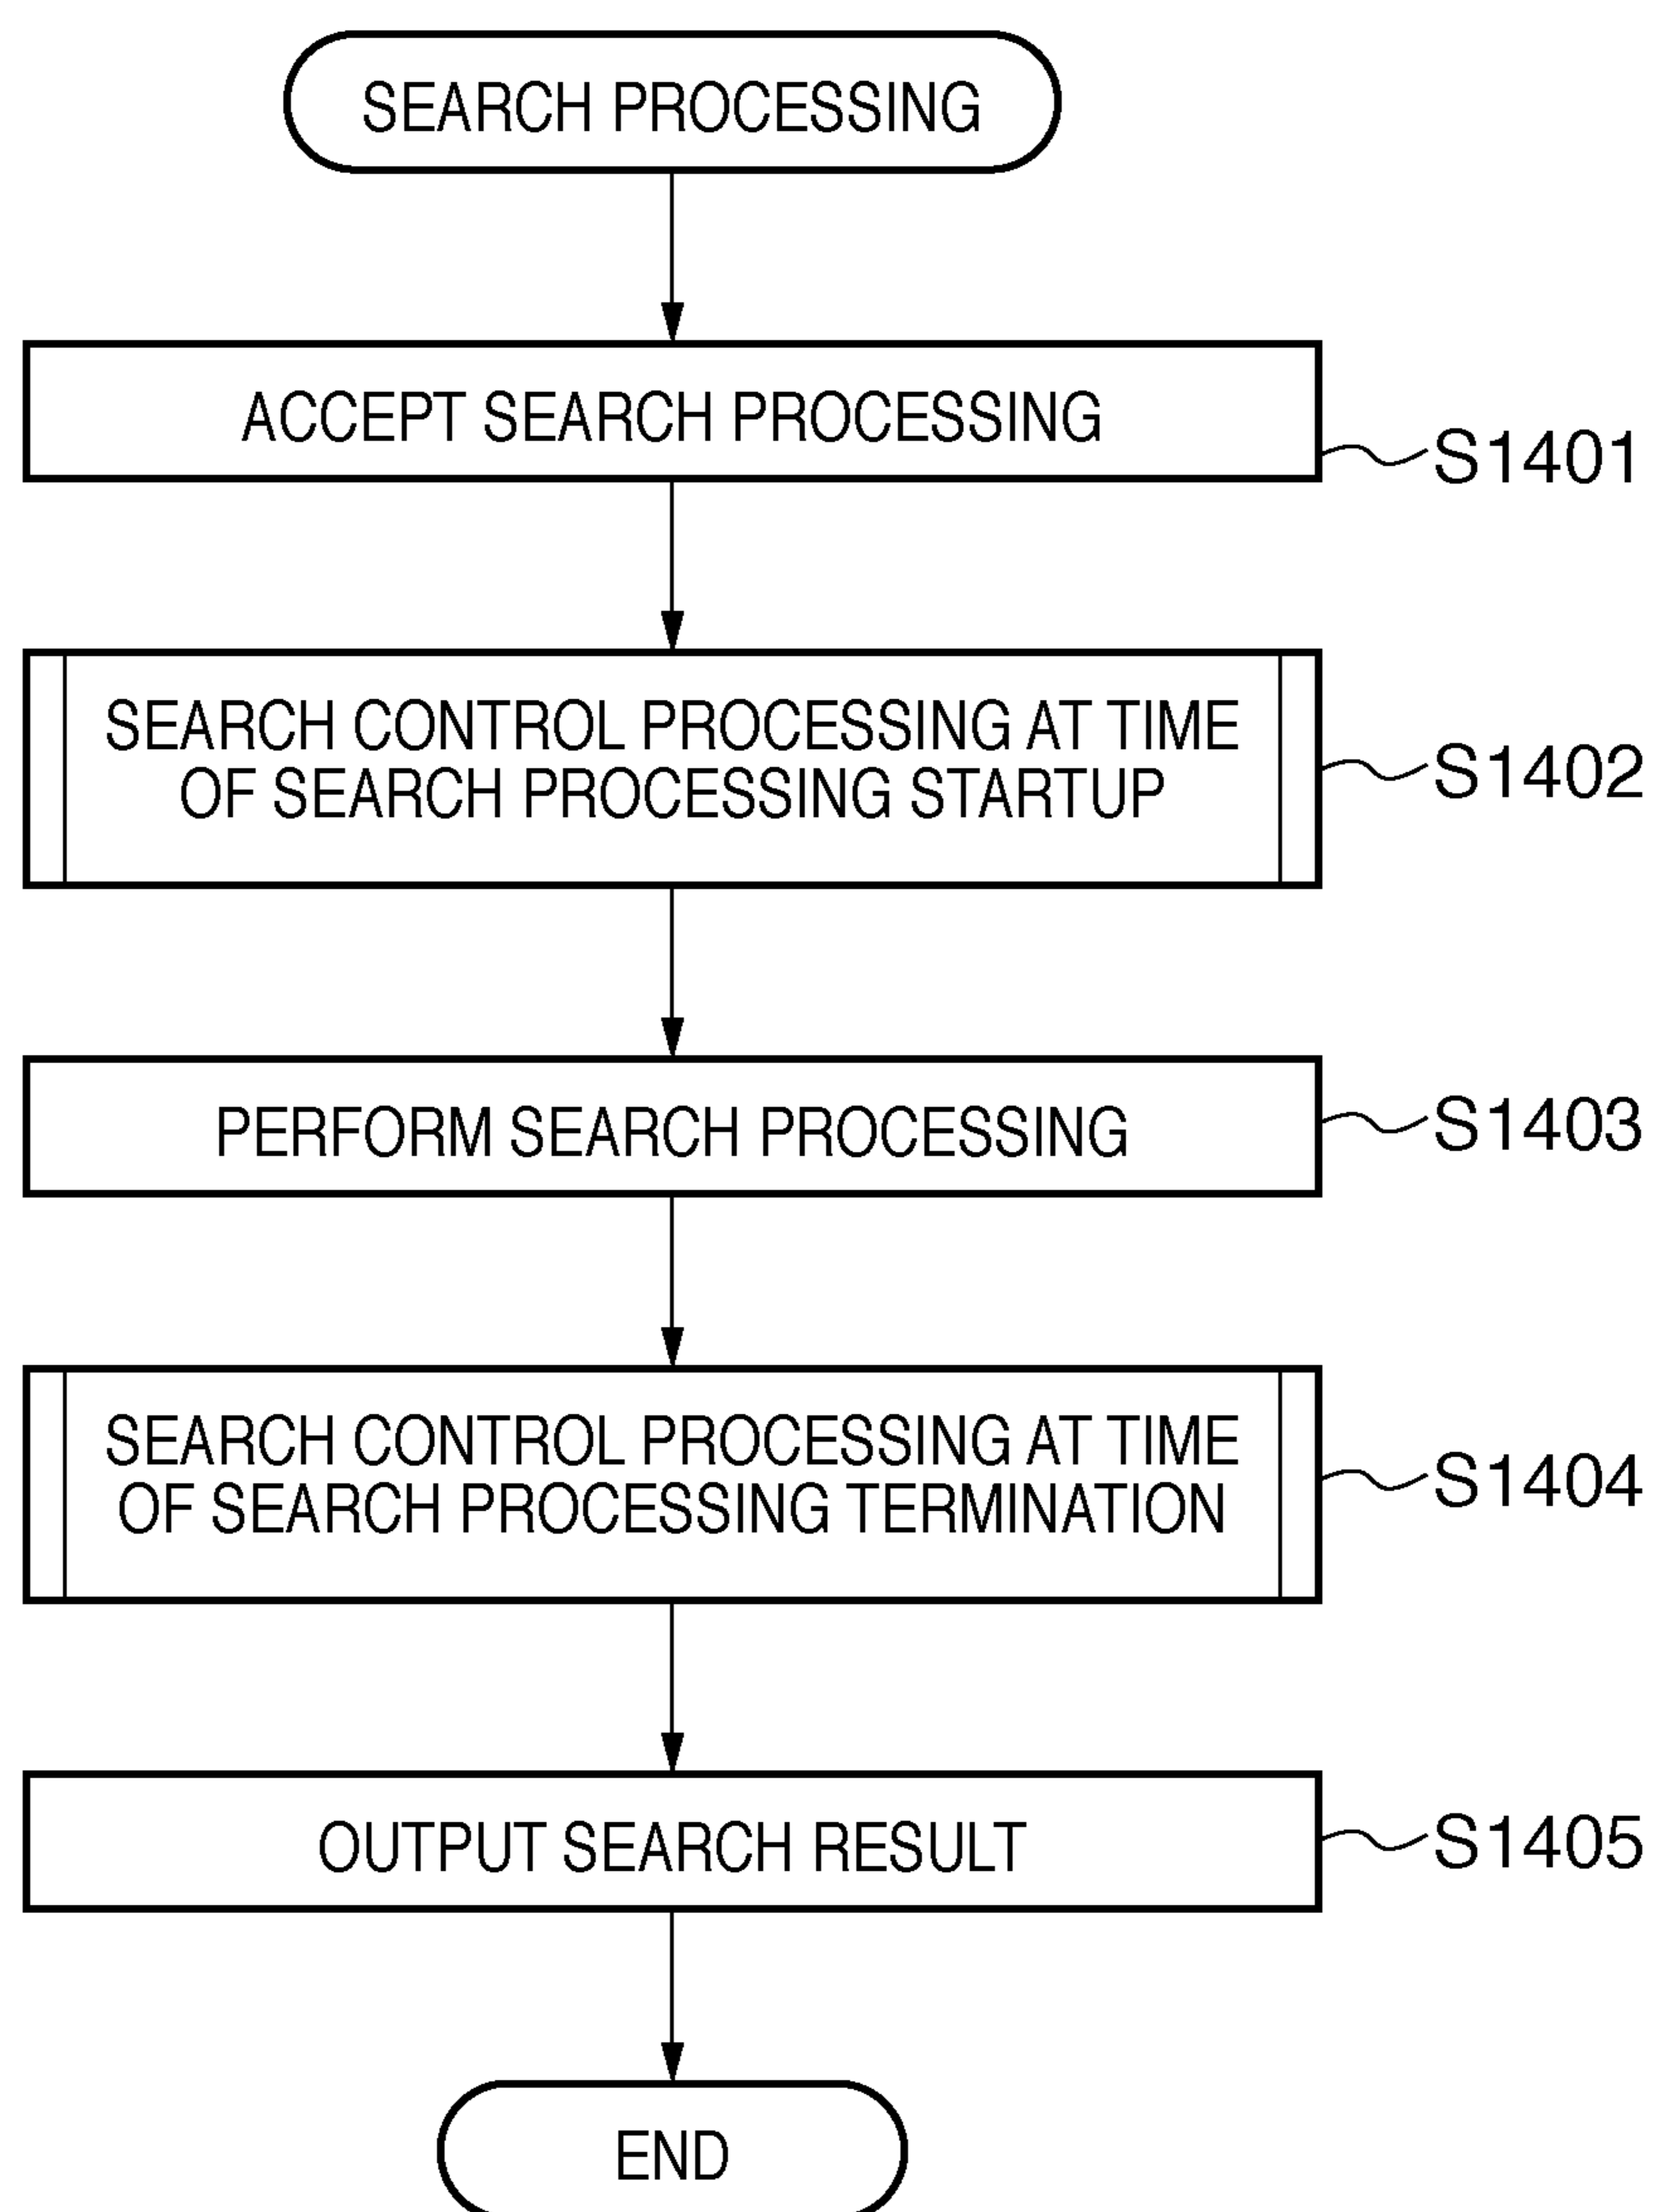 SEARCH PROCESSING
ACCEPT SEARCH PROCESSING
S1401
SEARCH CONTROL PROCESSING AT TIME
OF SEARCH PROCESSING STARTUP
S1402
PERFORM SEARCH PROCESSING
S1403
SEARCH CONTROL PROCESSING AT TIME
OF SEARCH PROCESSING TERMINATION
S1404
OUTPUT SEARCH RESULT
S1405
END